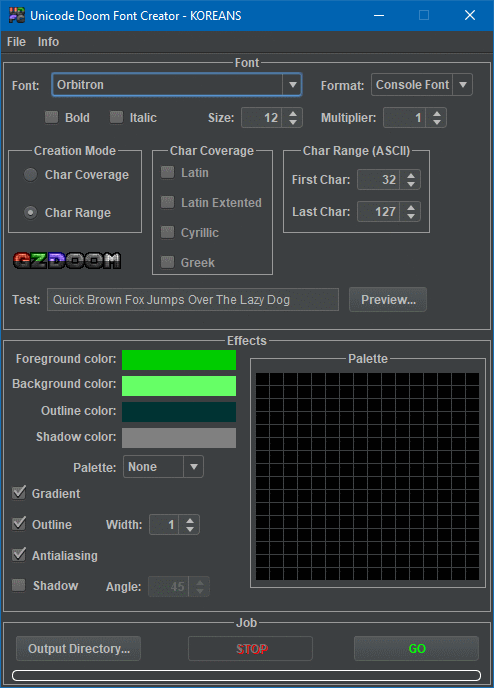 Unicode Doom Font Creator - KOREANS
File Info
Font
Font: Orbitron Format: Console Font
Bold Italic Size: 12 Multiplier: 1
Creation Mode Char Coverage Char Range (ASCII)
Char Coverage Latin First Char: 32
Latin Extented
Char Range Cyrillic Last Char: 127
Greek
GZDOOM
Test: Quick Brown Fox Jumps Over The Lazy Dog Preview...
Effects
Foreground color: Palette
Background color:
Outline color:
Shadow color:
Palette: None
Gradient
Outline Width: 1
Antialiasing
Shadow Angle: 45
Job
Output Directory... STOP GO